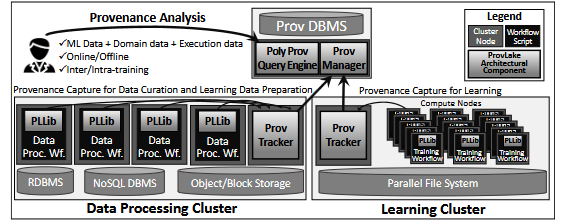 Provenance Analysis
✓ML Data + Domain data + Execution data
✓Online/Offline
✓Inter/Intra-training
Prov DBMS
Poly Prov
Query Engine
Prov
Manager
Legend
Cluster
Node
Workflow
Script
ProvLake
Architectural
Component
Provenance Capture for Data Curation and Learning Data Preparation
PLLib
Data
Proc. Wf.
PLLib
Data
Proc. Wf.
PLLib
Data
Proc. Wf.
PLLib
Data
Proc. Wf.
Prov
Tracker
RDBMS
NoSQL DBMS
Object/Block Storage
Data Processing Cluster
Provenance Capture for Learning
Compute Nodes
Prov
Tracker
PLLib
Training
Workflow
PLLib
Training
Workflow
PLLib
Training
Workflow
Parallel File System
Learning Cluster